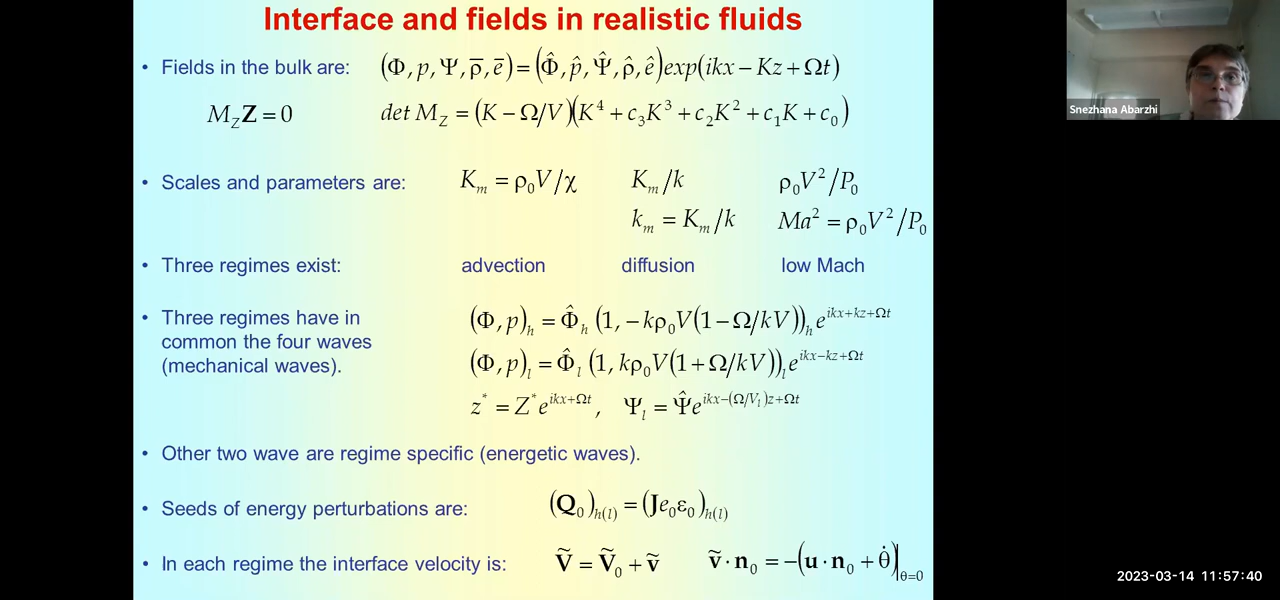 Interface and fields in realistic fluids
• Fields in the bulk are: (Φ, p, Ψ, ρ̄, ē) = (Φ̂, p̂, Ψ̂, ρ̂, ê)exp(ikx − Kz + Ωt)
M_Z Z = 0 det M_Z = (K − Ω/V)(K⁴ + c₃K³ + c₂K² + c₁K + c₀)
• Scales and parameters are: K_m = ρ₀V/χ K_m/k ρ₀V²/P₀
k_m = K_m/k Ma² = ρ₀V²/P₀
• Three regimes exist: advection diffusion low Mach
• Three regimes have in
common the four waves
(mechanical waves).
(Φ, p)_h = Φ̂_h (1, −kρ₀V(1 − Ω/kV))_h e^{ikx+kz+Ωt}
(Φ, p)_l = Φ̂_l (1, kρ₀V(1 + Ω/kV))_l e^{ikx−kz+Ωt}
z* = Z* e^{ikx+Ωt}, Ψ_l = Ψ̂e^{ikx−(Ω/V_l)z+Ωt}
• Other two wave are regime specific (energetic waves).
• Seeds of energy perturbations are: (Q₀)_{h(l)} = (Je₀ε₀)_{h(l)}
• In each regime the interface velocity is: Ṽ = Ṽ₀ + ṽ ṽ · n₀ = −(u · n₀ + θ̇)|_{θ=0}
Snezhana Abarzhi
2023-03-14 11:57:40